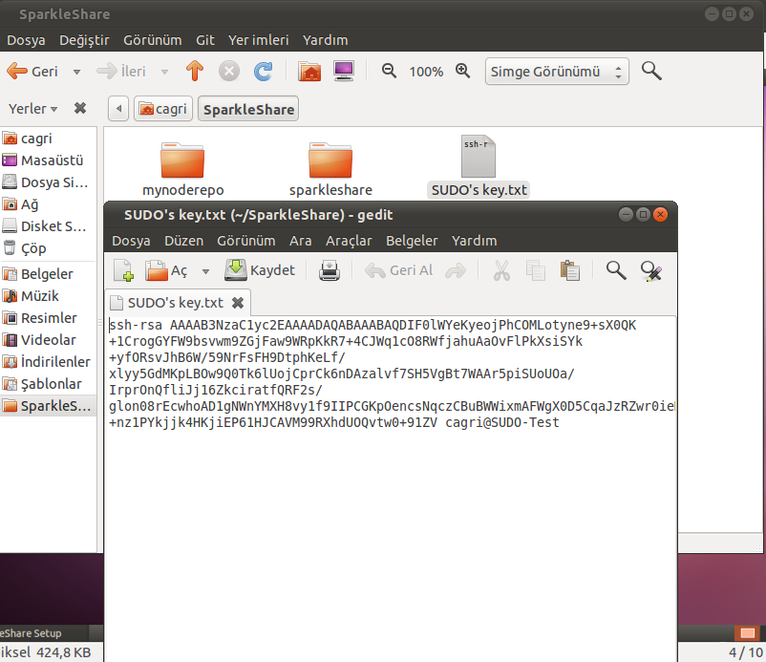 SparkleShare
Dosya Değiştir Görünüm Git Yer imleri Yardım
Geri İleri 100% Simge Görünümü
Yerler cagri SparkleShare
cagri
Masaüstü
Dosya Si...
Ağ
Disket S...
Çöp
Belgeler
Müzik
Resimler
Videolar
İndirilenler
Şablonlar
SparkleS...
ssh-r
mynoderepo sparkleshare SUDO's key.txt
SUDO's key.txt (~/SparkleShare) - gedit
Dosya Düzen Görünüm Ara Araçlar Belgeler Yardım
Aç Kaydet Geri Al
SUDO's key.txt
ssh-rsa AAAAB3NzaC1yc2EAAAADAQABAAABAQDIF0lWYeKyeojPhCOMLotyne9+sX0QK
+1CrogGYFW9bsvwm9ZGjFaw9WRpKkR7+4CJWq1cO8RWfjahuAaOvFlPkXsiSYk
+yfORsvJhB6W/59NrFsFH9DtphKeLf/
xlyy5GdMKpLBOw9Q0Tk6lUojCprCk6nDAzalvf7SH5VgBt7WAAr5piSUoUOa/
IrprOnQfliJj16ZkciratfQRF2s/
glon08rEcwhoAD1gNWnYMXH8vy1f9IIPCGKpOencsNqczCBuBWWixmAFWgX0D5CqaJzRZwr0ie
+nz1PYkjjk4HKjiEP61HJCAVM99RXhdUOQvtw0+91ZV cagri@SUDO-Test
leShare Setup
iksel 424,8 KB 4 / 10